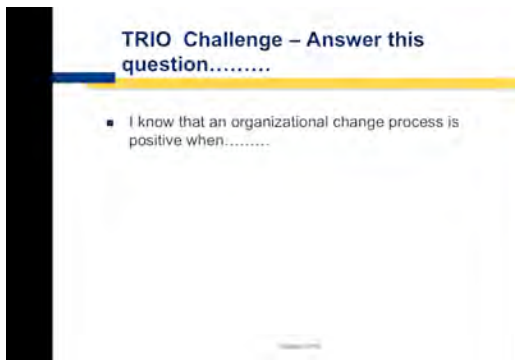 TRIO Challenge – Answer this
question.........
I know that an organizational change process is
positive when.........